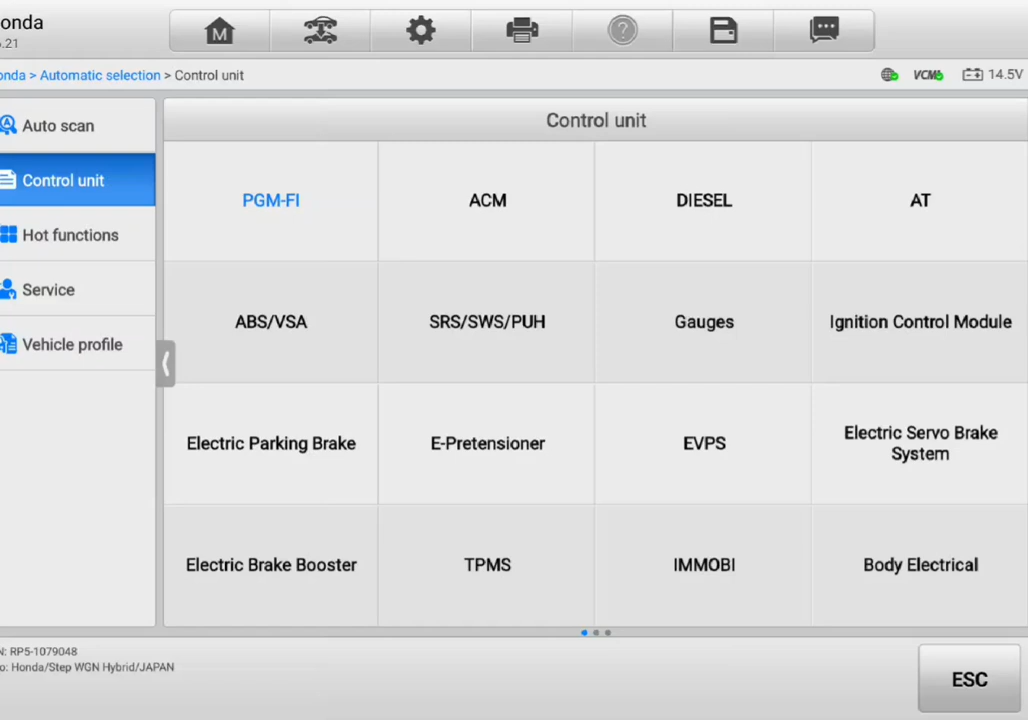 onda
.21
M
onda > Automatic selection > Control unit
VCMI
14.5V
Auto scan
Control unit
Hot functions
Service
Vehicle profile
Control unit
PGM-FI
ACM
DIESEL
AT
ABS/VSA
SRS/SWS/PUH
Gauges
Ignition Control Module
Electric Parking Brake
E-Pretensioner
EVPS
Electric Servo Brake
System
Electric Brake Booster
TPMS
IMMOBI
Body Electrical
N: RP5-1079048
o: Honda/Step WGN Hybrid/JAPAN
ESC